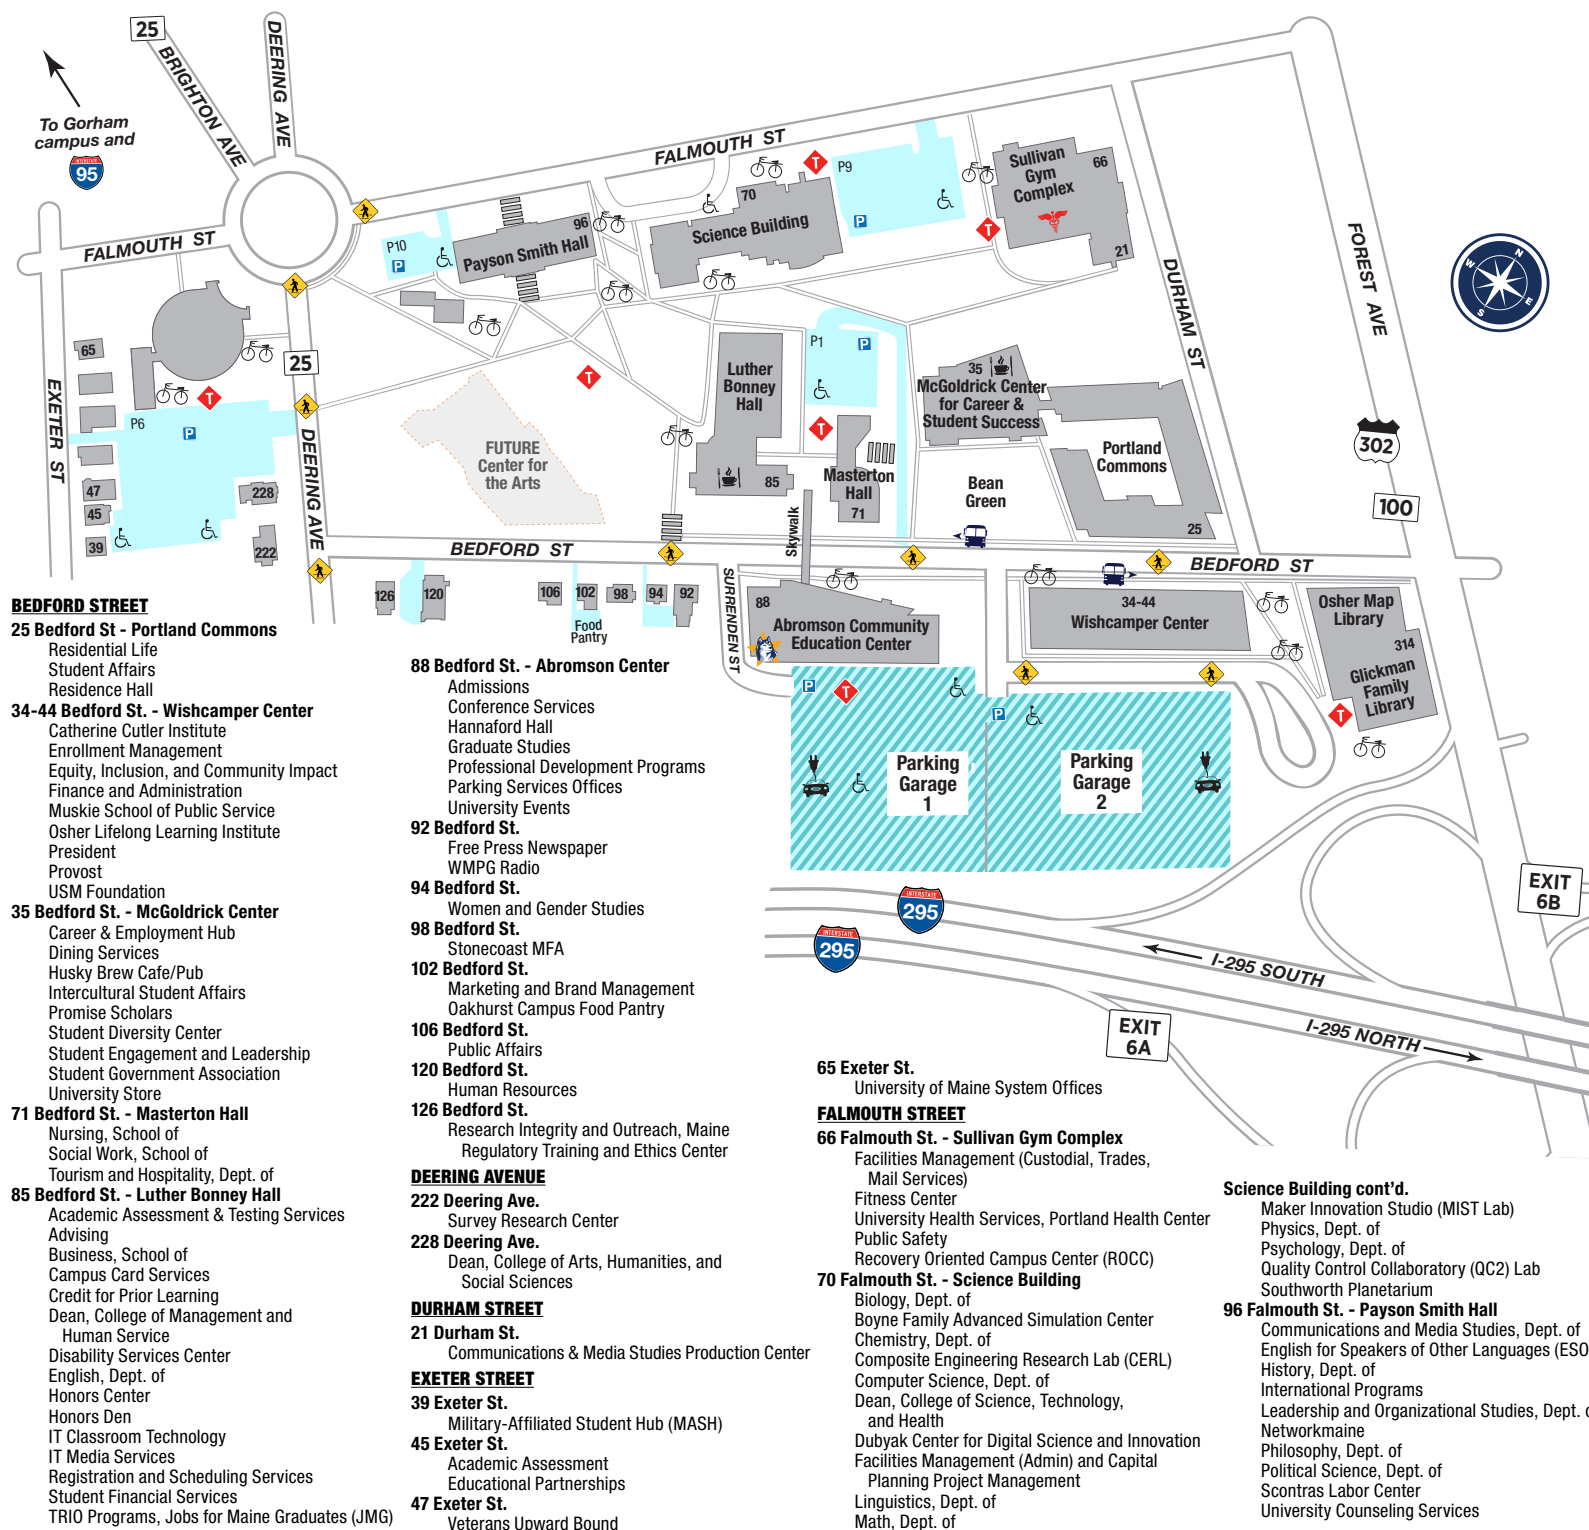 25
BRIGHTON AVE
DEERING AVE
To Gorham
campus and
INTERSTATE
95
FALMOUTH ST
FALMOUTH ST
EXETER ST
DEERING AVE
25
BEDFORD ST
BEDFORD ST
SURRENDEN ST
DURHAM ST
FOREST AVE
N
W
E
S
302
100
P10
P
96
Payson Smith Hall
70
Science Building
T
P9
P
Sullivan
Gym
Complex
66
21
T
P1
P
T
Luther
Bonney
Hall
85
Masterton
Hall
71
Skywalk
35
McGoldrick Center
for Career &
Student Success
Portland
Commons
25
Bean
Green
T
FUTURE
Center for
the Arts
65
P6
P
T
47
45
39
228
222
126
120
106
102
98
94
92
Food
Pantry
88
Abromson Community
Education Center
34-44
Wishcamper Center
Osher Map
Library
314
Glickman
Family
Library
T
P
T
P
Parking
Garage
1
Parking
Garage
2
INTERSTATE
295
INTERSTATE
295
I-295 SOUTH
I-295 NORTH
EXIT
6B
EXIT
6A
BEDFORD STREET
25 Bedford St - Portland Commons
Residential Life
Student Affairs
Residence Hall
34-44 Bedford St. - Wishcamper Center
Catherine Cutler Institute
Enrollment Management
Equity, Inclusion, and Community Impact
Finance and Administration
Muskie School of Public Service
Osher Lifelong Learning Institute
President
Provost
USM Foundation
35 Bedford St. - McGoldrick Center
Career & Employment Hub
Dining Services
Husky Brew Cafe/Pub
Intercultural Student Affairs
Promise Scholars
Student Diversity Center
Student Engagement and Leadership
Student Government Association
University Store
71 Bedford St. - Masterton Hall
Nursing, School of
Social Work, School of
Tourism and Hospitality, Dept. of
85 Bedford St. - Luther Bonney Hall
Academic Assessment & Testing Services
Advising
Business, School of
Campus Card Services
Credit for Prior Learning
Dean, College of Management and
Human Service
Disability Services Center
English, Dept. of
Honors Center
Honors Den
IT Classroom Technology
IT Media Services
Registration and Scheduling Services
Student Financial Services
TRIO Programs, Jobs for Maine Graduates (JMG)
88 Bedford St. - Abromson Center
Admissions
Conference Services
Hannaford Hall
Graduate Studies
Professional Development Programs
Parking Services Offices
University Events
92 Bedford St.
Free Press Newspaper
WMPG Radio
94 Bedford St.
Women and Gender Studies
98 Bedford St.
Stonecoast MFA
102 Bedford St.
Marketing and Brand Management
Oakhurst Campus Food Pantry
106 Bedford St.
Public Affairs
120 Bedford St.
Human Resources
126 Bedford St.
Research Integrity and Outreach, Maine
Regulatory Training and Ethics Center
DEERING AVENUE
222 Deering Ave.
Survey Research Center
228 Deering Ave.
Dean, College of Arts, Humanities, and
Social Sciences
DURHAM STREET
21 Durham St.
Communications & Media Studies Production Center
EXETER STREET
39 Exeter St.
Military-Affiliated Student Hub (MASH)
45 Exeter St.
Academic Assessment
Educational Partnerships
47 Exeter St.
Veterans Upward Bound
65 Exeter St.
University of Maine System Offices
FALMOUTH STREET
66 Falmouth St. - Sullivan Gym Complex
Facilities Management (Custodial, Trades,
Mail Services)
Fitness Center
University Health Services, Portland Health Center
Public Safety
Recovery Oriented Campus Center (ROCC)
70 Falmouth St. - Science Building
Biology, Dept. of
Boyne Family Advanced Simulation Center
Chemistry, Dept. of
Composite Engineering Research Lab (CERL)
Computer Science, Dept. of
Dean, College of Science, Technology,
and Health
Dubyak Center for Digital Science and Innovation
Facilities Management (Admin) and Capital
Planning Project Management
Linguistics, Dept. of
Math, Dept. of
Science Building cont'd.
Maker Innovation Studio (MIST Lab)
Physics, Dept. of
Psychology, Dept. of
Quality Control Collaboratory (QC2) Lab
Southworth Planetarium
96 Falmouth St. - Payson Smith Hall
Communications and Media Studies, Dept. of
English for Speakers of Other Languages (ESO
History, Dept. of
International Programs
Leadership and Organizational Studies, Dept. o
Networkmaine
Philosophy, Dept. of
Political Science, Dept. of
Scontras Labor Center
University Counseling Services